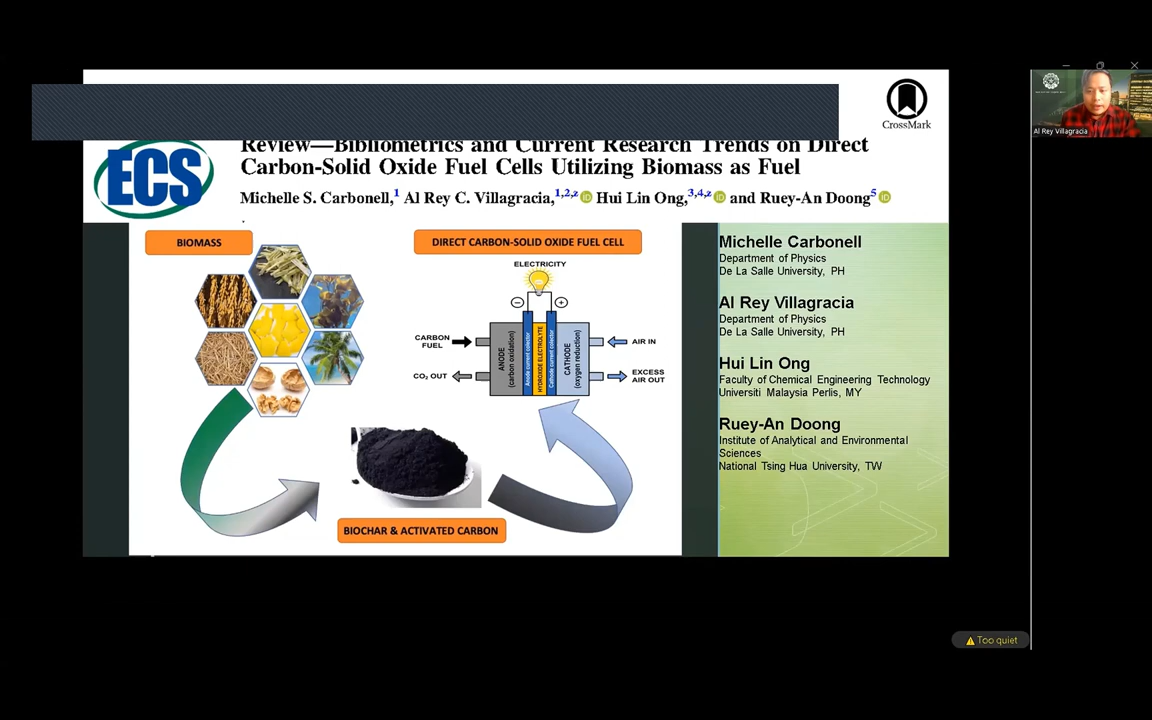 CrossMark
Al Rey Villagracia
ECS
Review—Bibliometrics and Current Research Trends on Direct
Carbon-Solid Oxide Fuel Cells Utilizing Biomass as Fuel
Michelle S. Carbonell,1 Al Rey C. Villagracia,1,2,z Hui Lin Ong,3,4,z and Ruey-An Doong5
BIOMASS
DIRECT CARBON-SOLID OXIDE FUEL CELL
ELECTRICITY
CARBON
FUEL
CO₂ OUT
ANODE
(carbon oxidation)
Anode current colector
HYDROXIDE ELECTROLYTE
Cathode current colector
CATHODE
(oxygen reduction)
AIR IN
EXCESS
AIR OUT
BIOCHAR & ACTIVATED CARBON
Michelle Carbonell
Department of Physics
De La Salle University, PH
Al Rey Villagracia
Department of Physics
De La Salle University, PH
Hui Lin Ong
Faculty of Chemical Engineering Technology
Universiti Malaysia Perlis, MY
Ruey-An Doong
Institute of Analytical and Environmental
Sciences
National Tsing Hua University, TW
Too quiet